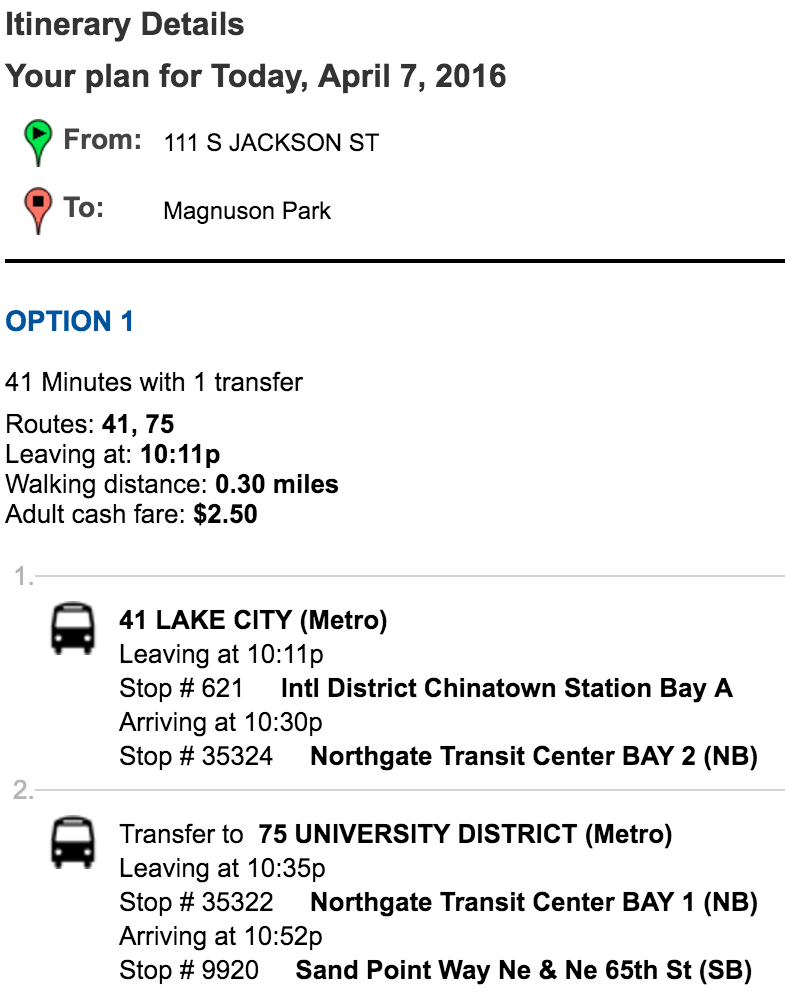 Itinerary Details
Your plan for Today, April 7, 2016
From: 111 S JACKSON ST
To: Magnuson Park
OPTION 1
41 Minutes with 1 transfer
Routes: 41, 75
Leaving at: 10:11p
Walking distance: 0.30 miles
Adult cash fare: $2.50
1.
41 LAKE CITY (Metro)
Leaving at 10:11p
Stop # 621 Intl District Chinatown Station Bay A
Arriving at 10:30p
Stop # 35324 Northgate Transit Center BAY 2 (NB)
2.
Transfer to 75 UNIVERSITY DISTRICT (Metro)
Leaving at 10:35p
Stop # 35322 Northgate Transit Center BAY 1 (NB)
Arriving at 10:52p
Stop # 9920 Sand Point Way Ne & Ne 65th St (SB)